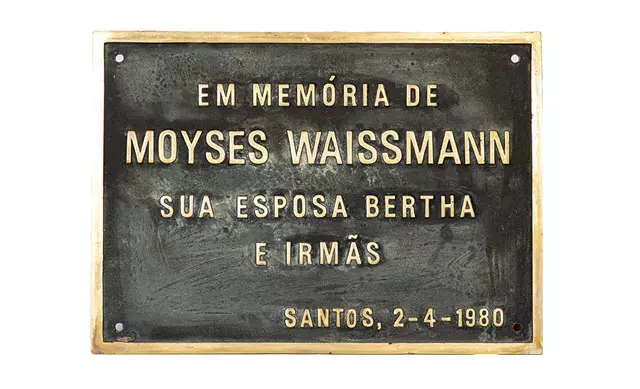 EM MEMÓRIA DE
MOYSES WAISSMANN
SUA ESPOSA BERTHA
E IRMÃS
SANTOS, 2-4-1980